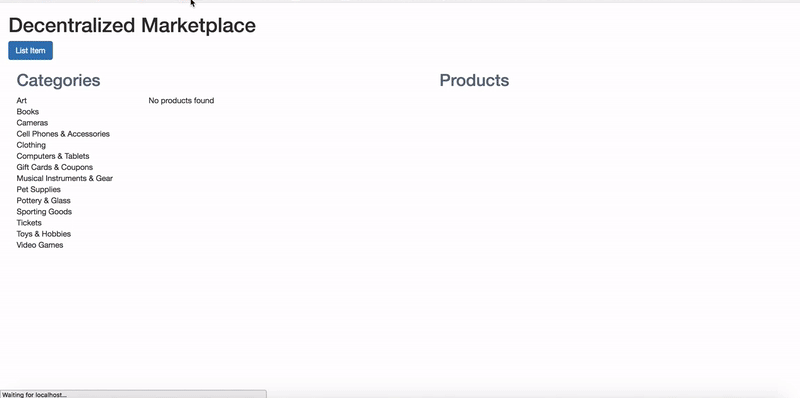 Decentralized Marketplace
List Item
Categories
Products
Art
No products found
Books
Cameras
Cell Phones & Accessories
Clothing
Computers & Tablets
Gift Cards & Coupons
Musical Instruments & Gear
Pet Supplies
Pottery & Glass
Sporting Goods
Tickets
Toys & Hobbies
Video Games
Waiting for localhost...